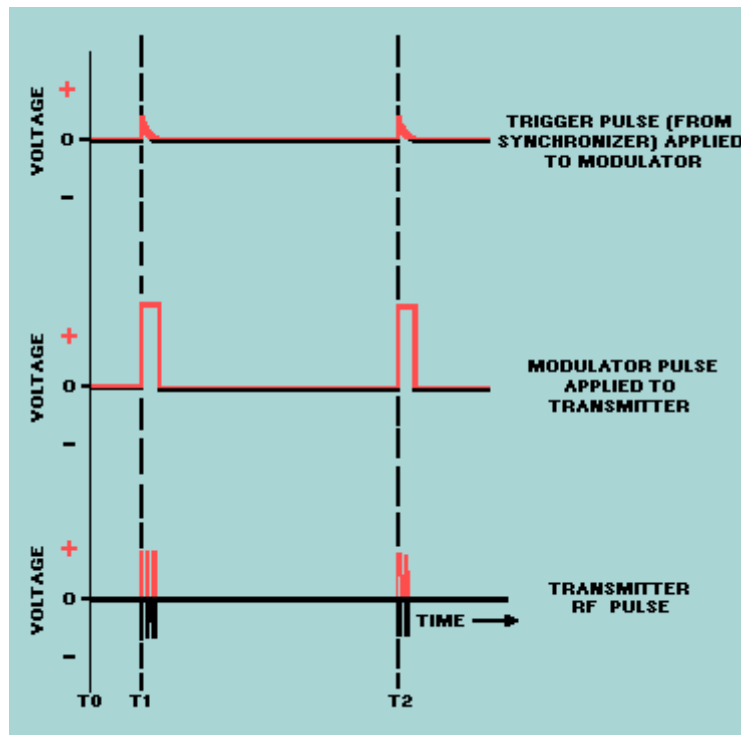 +
VOLTAGE
0
−
TRIGGER PULSE (FROM
SYNCHRONIZER) APPLIED
TO MODULATOR
+
VOLTAGE
0
−
MODULATOR PULSE
APPLIED TO
TRANSMITTER
+
VOLTAGE
0
−
TRANSMITTER
RF PULSE
TIME
T0 T1 T2